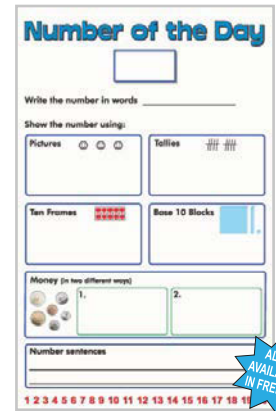 Number of the Day
Write the number in words
Show the number using:
Pictures
Tallies
Ten Frames
Base 10 Blocks
Money (in two different ways)
1.
2.
Number sentences
1 2 3 4 5 6 7 8 9 10 11 12 13 14 15 16 17 18
IN FRE